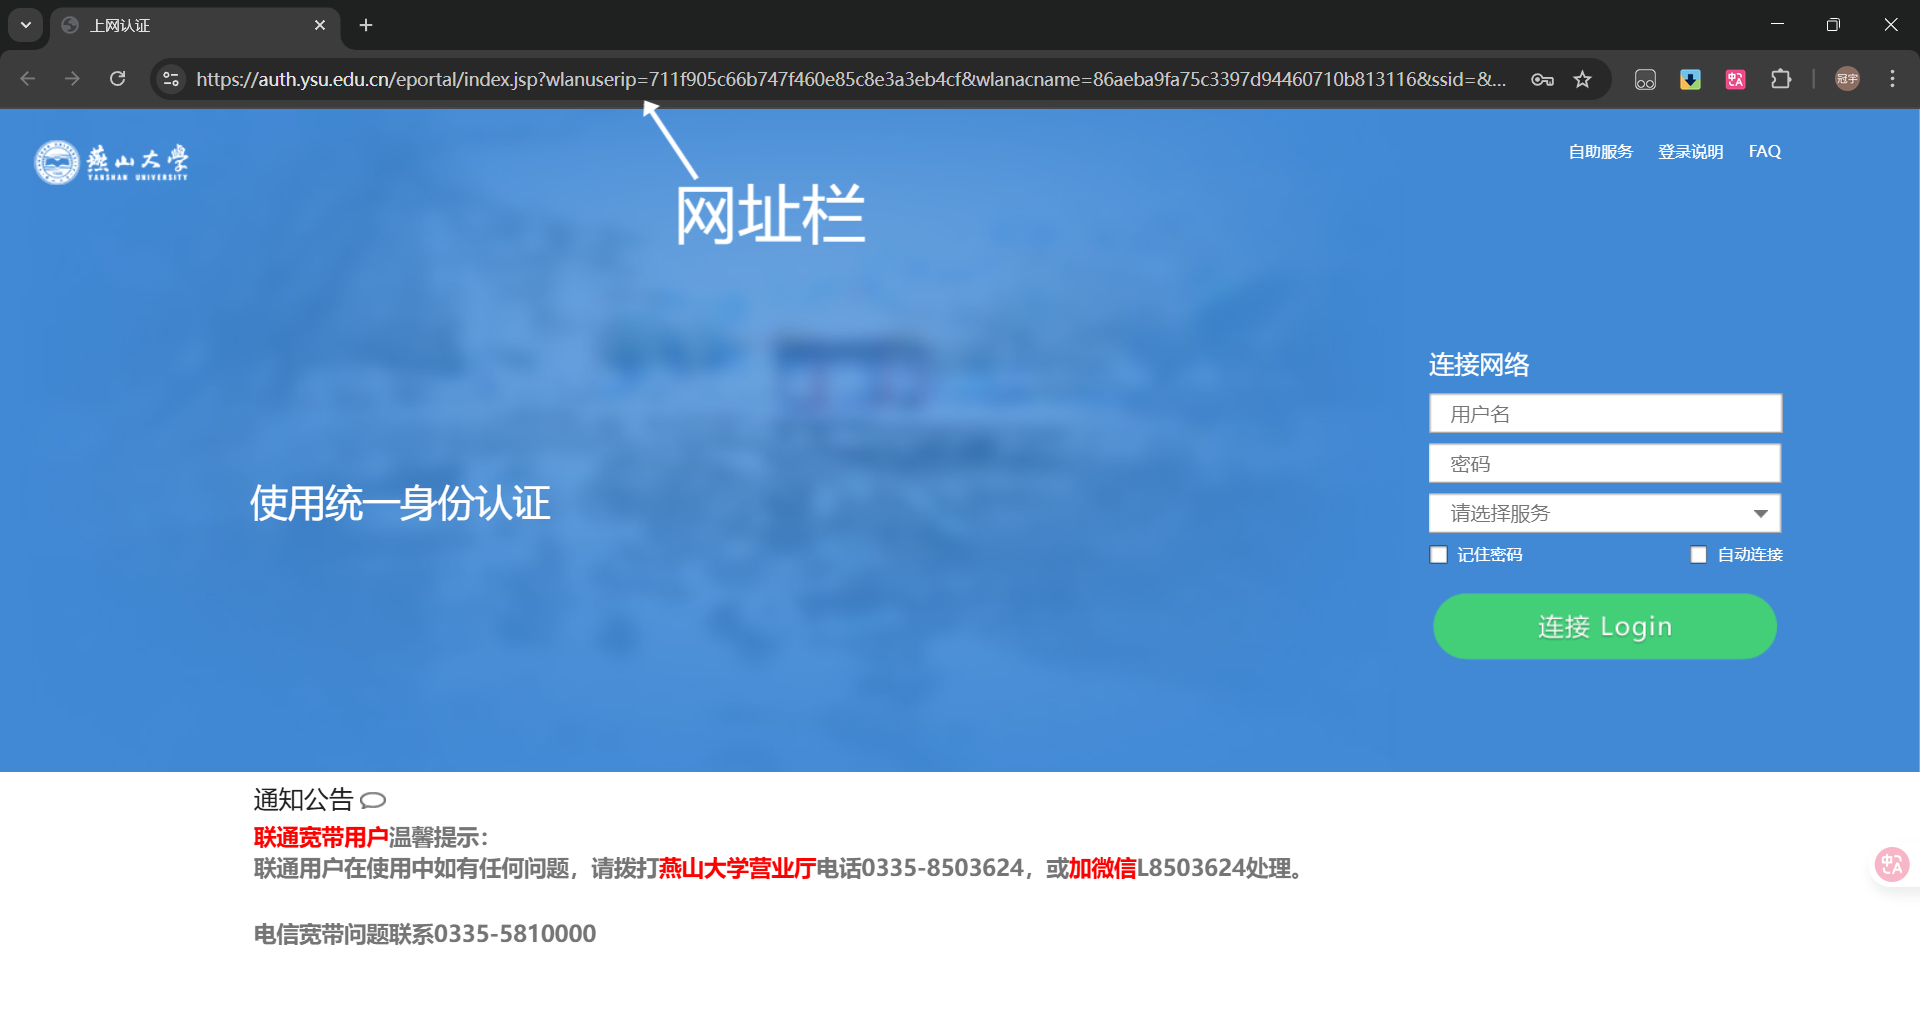 上网认证
https://auth.ysu.edu.cn/eportal/index.jsp?wlanuserip=711f905c66b747f460e85c8e3a3eb4cf&wlanacname=86aeba9fa75c3397d94460710b813116&ssid=&...
冠宇
燕山大学
YANSHAN UNIVERSITY
自助服务 登录说明 FAQ
网址栏
连接网络
用户名
密码
使用统一身份认证
请选择服务
记住密码 自动连接
连接 Login
通知公告
联通宽带用户温馨提示：
联通用户在使用中如有任何问题，请拨打燕山大学营业厅电话0335-8503624，或加微信L8503624处理。
电信宽带问题联系0335-5810000